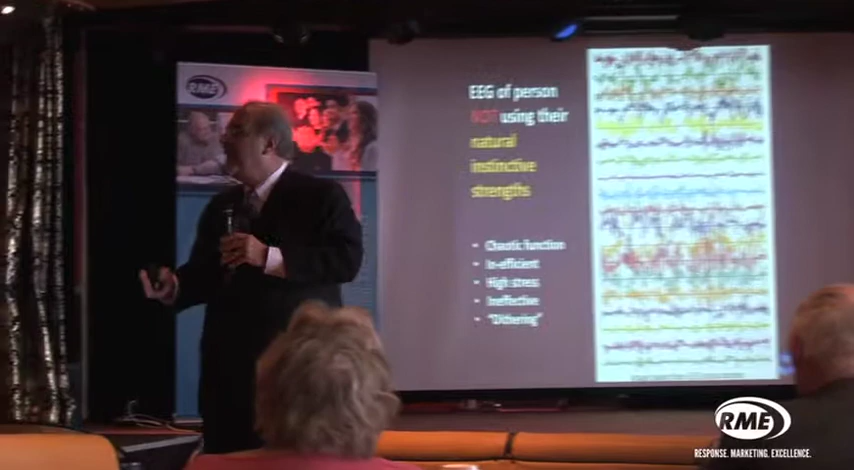 RME
EEG of person
NOT using their
natural
instinctive
strengths
• Chaotic function
• In-efficient
• High stress
• Ineffective
• "Dithering"
RME
RESPONSE. MARKETING. EXCELLENCE.